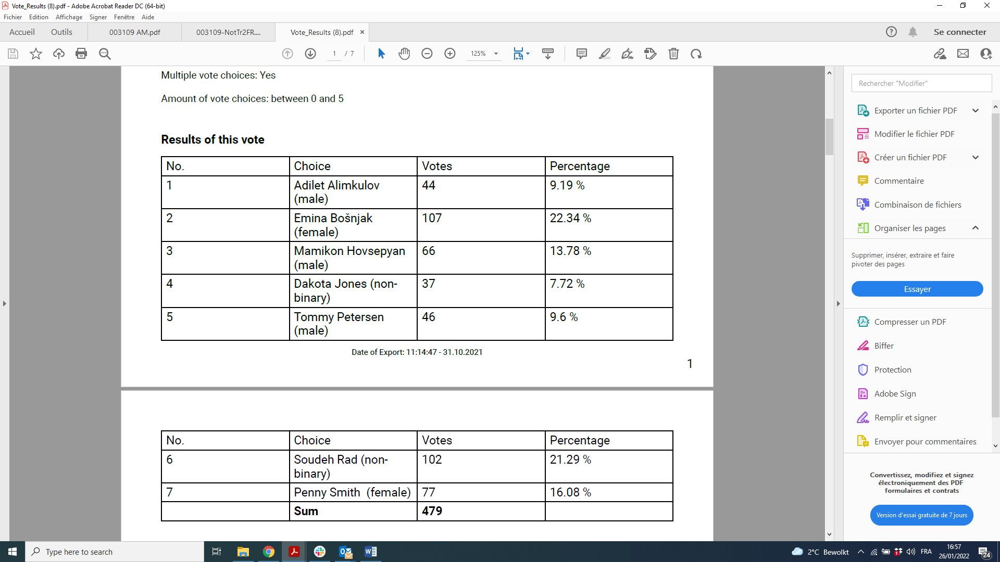 Vote_Results (8).pdf - Adobe Acrobat Reader DC (64-bit)
Fichier Edition Affichage Signer Fenêtre Aide
Accueil Outils 003109 AM.pdf 003109-NotTr2FR.... Vote_Results (8).pdf × Se connecter
1 / 7 125%
Multiple vote choices: Yes
Amount of vote choices: between 0 and 5
Results of this vote
No. Choice Votes Percentage
1 Adilet Alimkulov 44 9.19 %
(male)
2 Emina Bošnjak 107 22.34 %
(female)
3 Mamikon Hovsepyan 66 13.78 %
(male)
4 Dakota Jones (non- 37 7.72 %
binary)
5 Tommy Petersen 46 9.6 %
(male)
Date of Export: 11:14:47 - 31.10.2021
1
No. Choice Votes Percentage
6 Soudeh Rad (non- 102 21.29 %
binary)
7 Penny Smith (female) 77 16.08 %
Sum 479
Rechercher "Modifier"
Exporter un fichier PDF
Modifier le fichier PDF
Créer un fichier PDF
Commentaire
Combinaison de fichiers
Organiser les pages
Supprimer, insérer, extraire et faire
pivoter des pages
Essayer
Compresser un PDF
Biffer
Protection
Adobe Sign
Remplir et signer
Envoyer pour commentaires
Convertissez, modifiez et signez
électroniquement des PDF
formulaires et contrats
Version d'essai gratuite de 7 jours
Type here to search
2°C Bewolkt FRA 16:57
26/01/2022 24